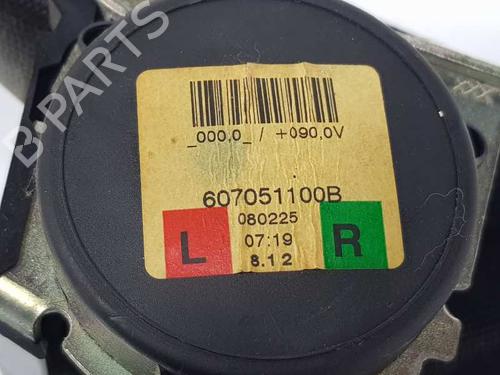 _000.0_ / +090.0V
607051100B
080225
L 07:19 R
8.12
B-PARTS